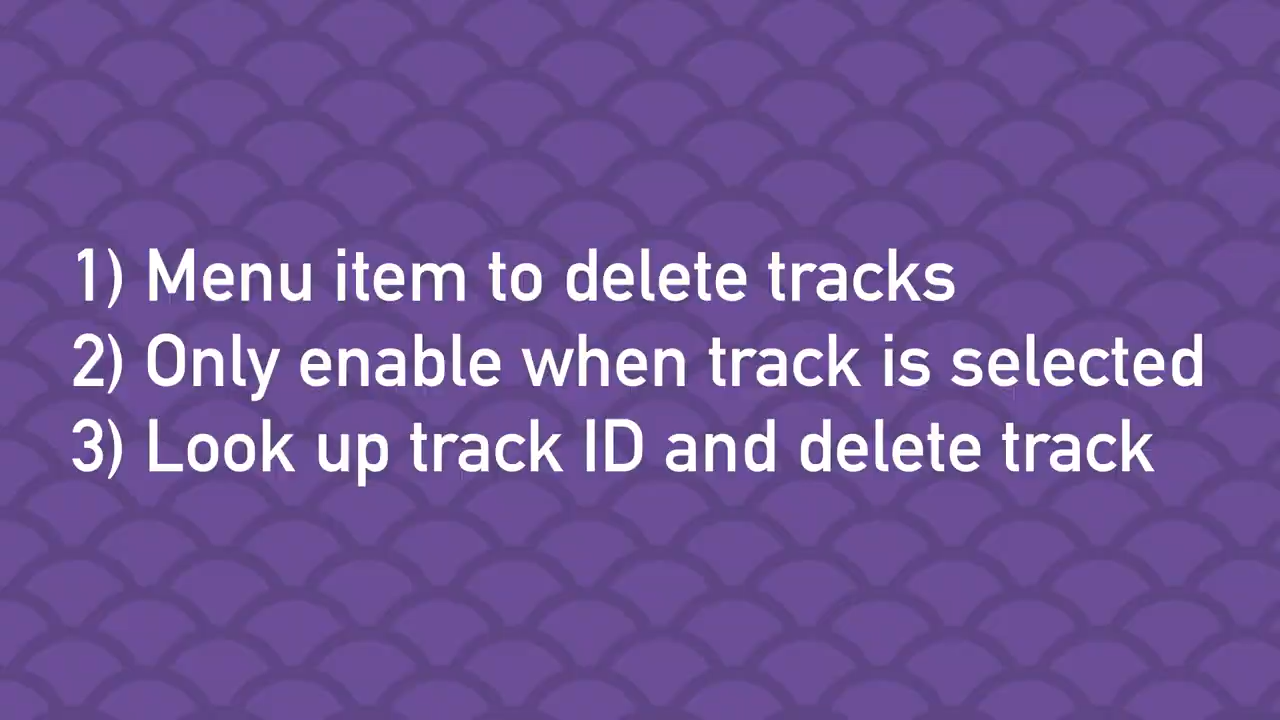 1) Menu item to delete tracks
2) Only enable when track is selected
3) Look up track ID and delete track